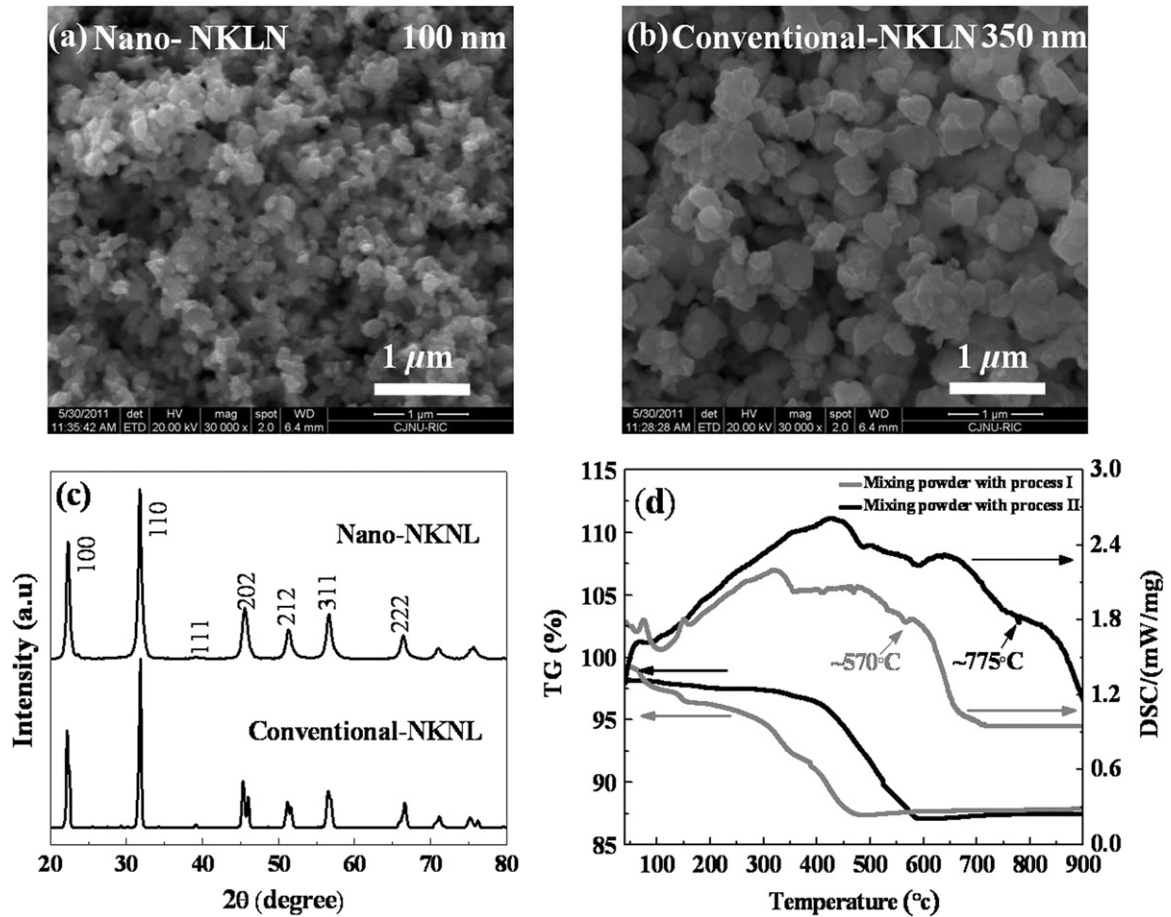 (a) Nano- NKLN 100 nm
1 µm
5/30/2011 det HV mag spot WD 1 µm
11:35:42 AM ETD 20.00 kV 30 000 x 2.0 6.4 mm CJNU-RIC
(b) Conventional-NKLN 350 nm
1 µm
5/30/2011 det HV mag spot WD 1 µm
11:28:28 AM ETD 20.00 kV 30 000 x 2.0 6.4 mm CJNU-RIC
(c)
100
110
111
202
212
311
222
Nano-NKNL
Conventional-NKNL
Intensity (a.u)
20 30 40 50 60 70 80
2θ (degree)
(d)
Mixing powder with process I
Mixing powder with process II
~570°C
~775°C
TG (%)
115
110
105
100
95
90
85
3.0
2.4
1.8
1.2
0.6
0.0
DSC/(mW/mg)
100 200 300 400 500 600 700 800 900
Temperature (°c)